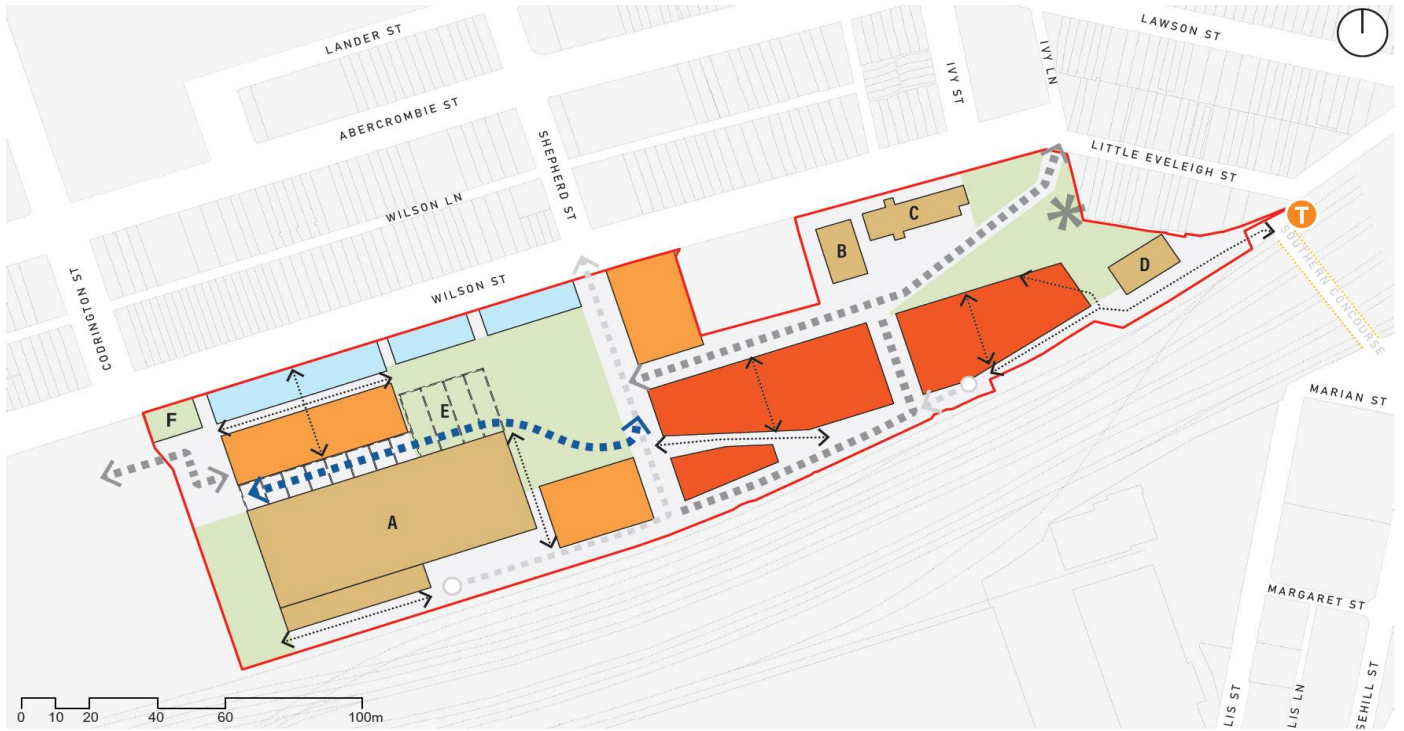 LANDER ST
LAWSON ST
IVY LN
IVY ST
ABERCROMBIE ST
SHEPHERD ST
LITTLE EVELEIGH ST
WILSON LN
C
T
B
D
SOUTHERN CONCOURSE
CODRINGTON ST
WILSON ST
MARIAN ST
F
E
A
MARGARET ST
LIS ST
LIS LN
SEHILL ST
0 10 20 40 60 100m